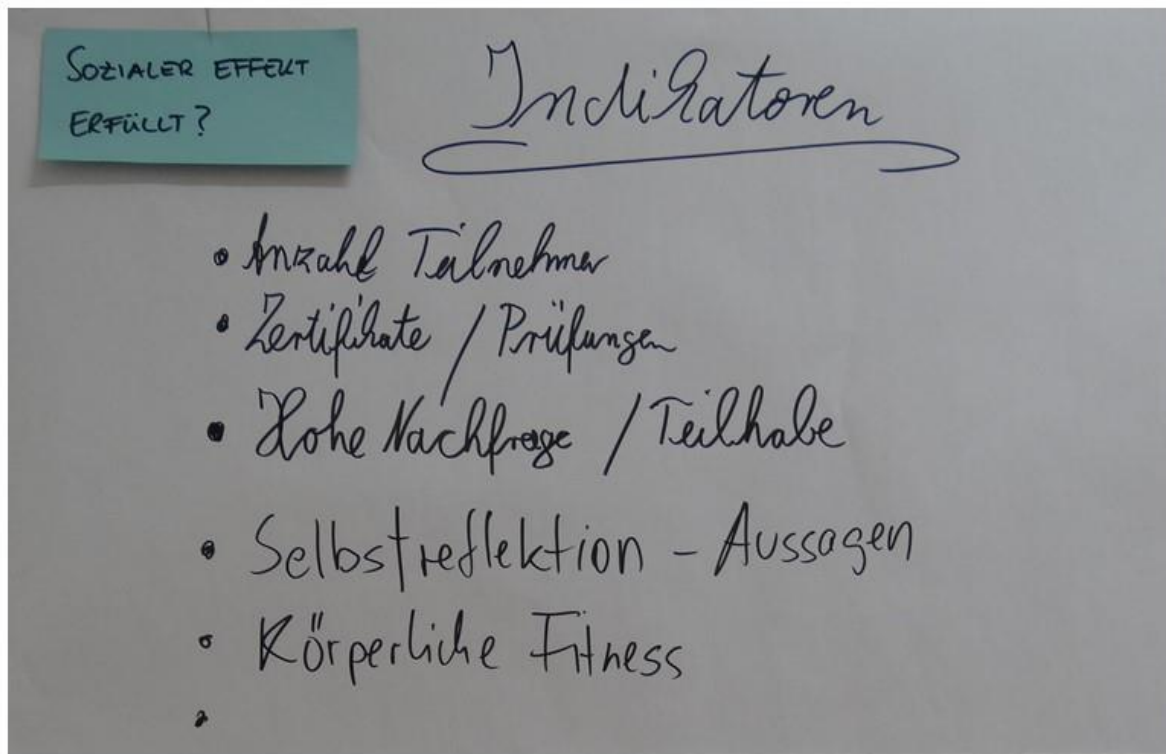 SOZIALER EFFEKT
ERFÜLLT?
Indikatoren
• Anzahl Teilnehmer
• Zertifikate / Prüfungen
• Hohe Nachfrage / Teilhabe
• Selbstreflektion - Aussagen
• Körperliche Fitness
•